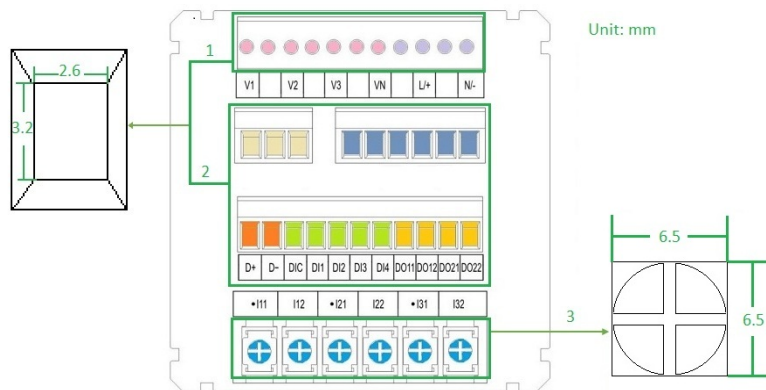 Unit: mm
1
V1 V2 V3 VN L/+ N/-
2.6
3.2
2
D+ D- DIC DI1 DI2 DI3 DI4 DO11 DO12 DO21 DO22
•I11 I12 •I21 I22 •I31 I32
3
6.5
6.5